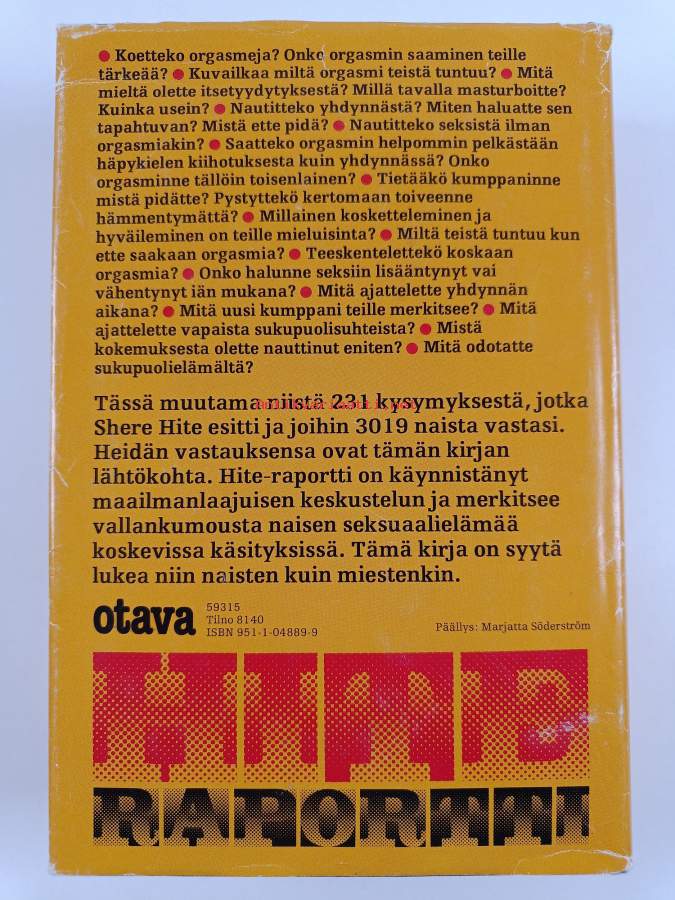 ● Koetteko orgasmeja? Onko orgasmin saaminen teille
tärkeää? ● Kuvailkaa miltä orgasmi teistä tuntuu? ● Mitä
mieltä olette itsetyydytyksestä? Millä tavalla masturboitte?
Kuinka usein? ● Nautitteko yhdynnästä? Miten haluatte sen
tapahtuvan? Mistä ette pidä? ● Nautitteko seksistä ilman
orgasmiakin? ● Saatteko orgasmin helpommin pelkästään
häpykielen kiihotuksesta kuin yhdynnässä? Onko
orgasminne tällöin toisenlainen? ● Tietääkö kumppaninne
mistä pidätte? Pystyttekö kertomaan toiveenne
hämmentymättä? ● Millainen kosketteleminen ja
hyväileminen on teille mieluisinta? ● Miltä teistä tuntuu kun
ette saakaan orgasmia? ● Teeskentelettekö koskaan
orgasmia? ● Onko halunne seksiin lisääntynyt vai
vähentynyt iän mukana? ● Mitä ajattelette yhdynnän
aikana? ● Mitä uusi kumppani teille merkitsee? ● Mitä
ajattelette vapaista sukupuolisuhteista? ● Mistä
kokemuksesta olette nauttinut eniten? ● Mitä odotatte
sukupuolielämältä?
Tässä muutama niistä 231 kysymyksestä, jotka
Shere Hite esitti ja joihin 3019 naista vastasi.
Heidän vastauksensa ovat tämän kirjan
lähtökohta. Hite-raportti on käynnistänyt
maailmanlaajuisen keskustelun ja merkitsee
vallankumousta naisen seksuaalielämää
koskevissa käsityksissä. Tämä kirja on syytä
lukea niin naisten kuin miestenkin.
otava
59315
Tilno 8140
ISBN 951-1-04889-9
Päällys: Marjatta Söderström
HITE
RAPORTTI